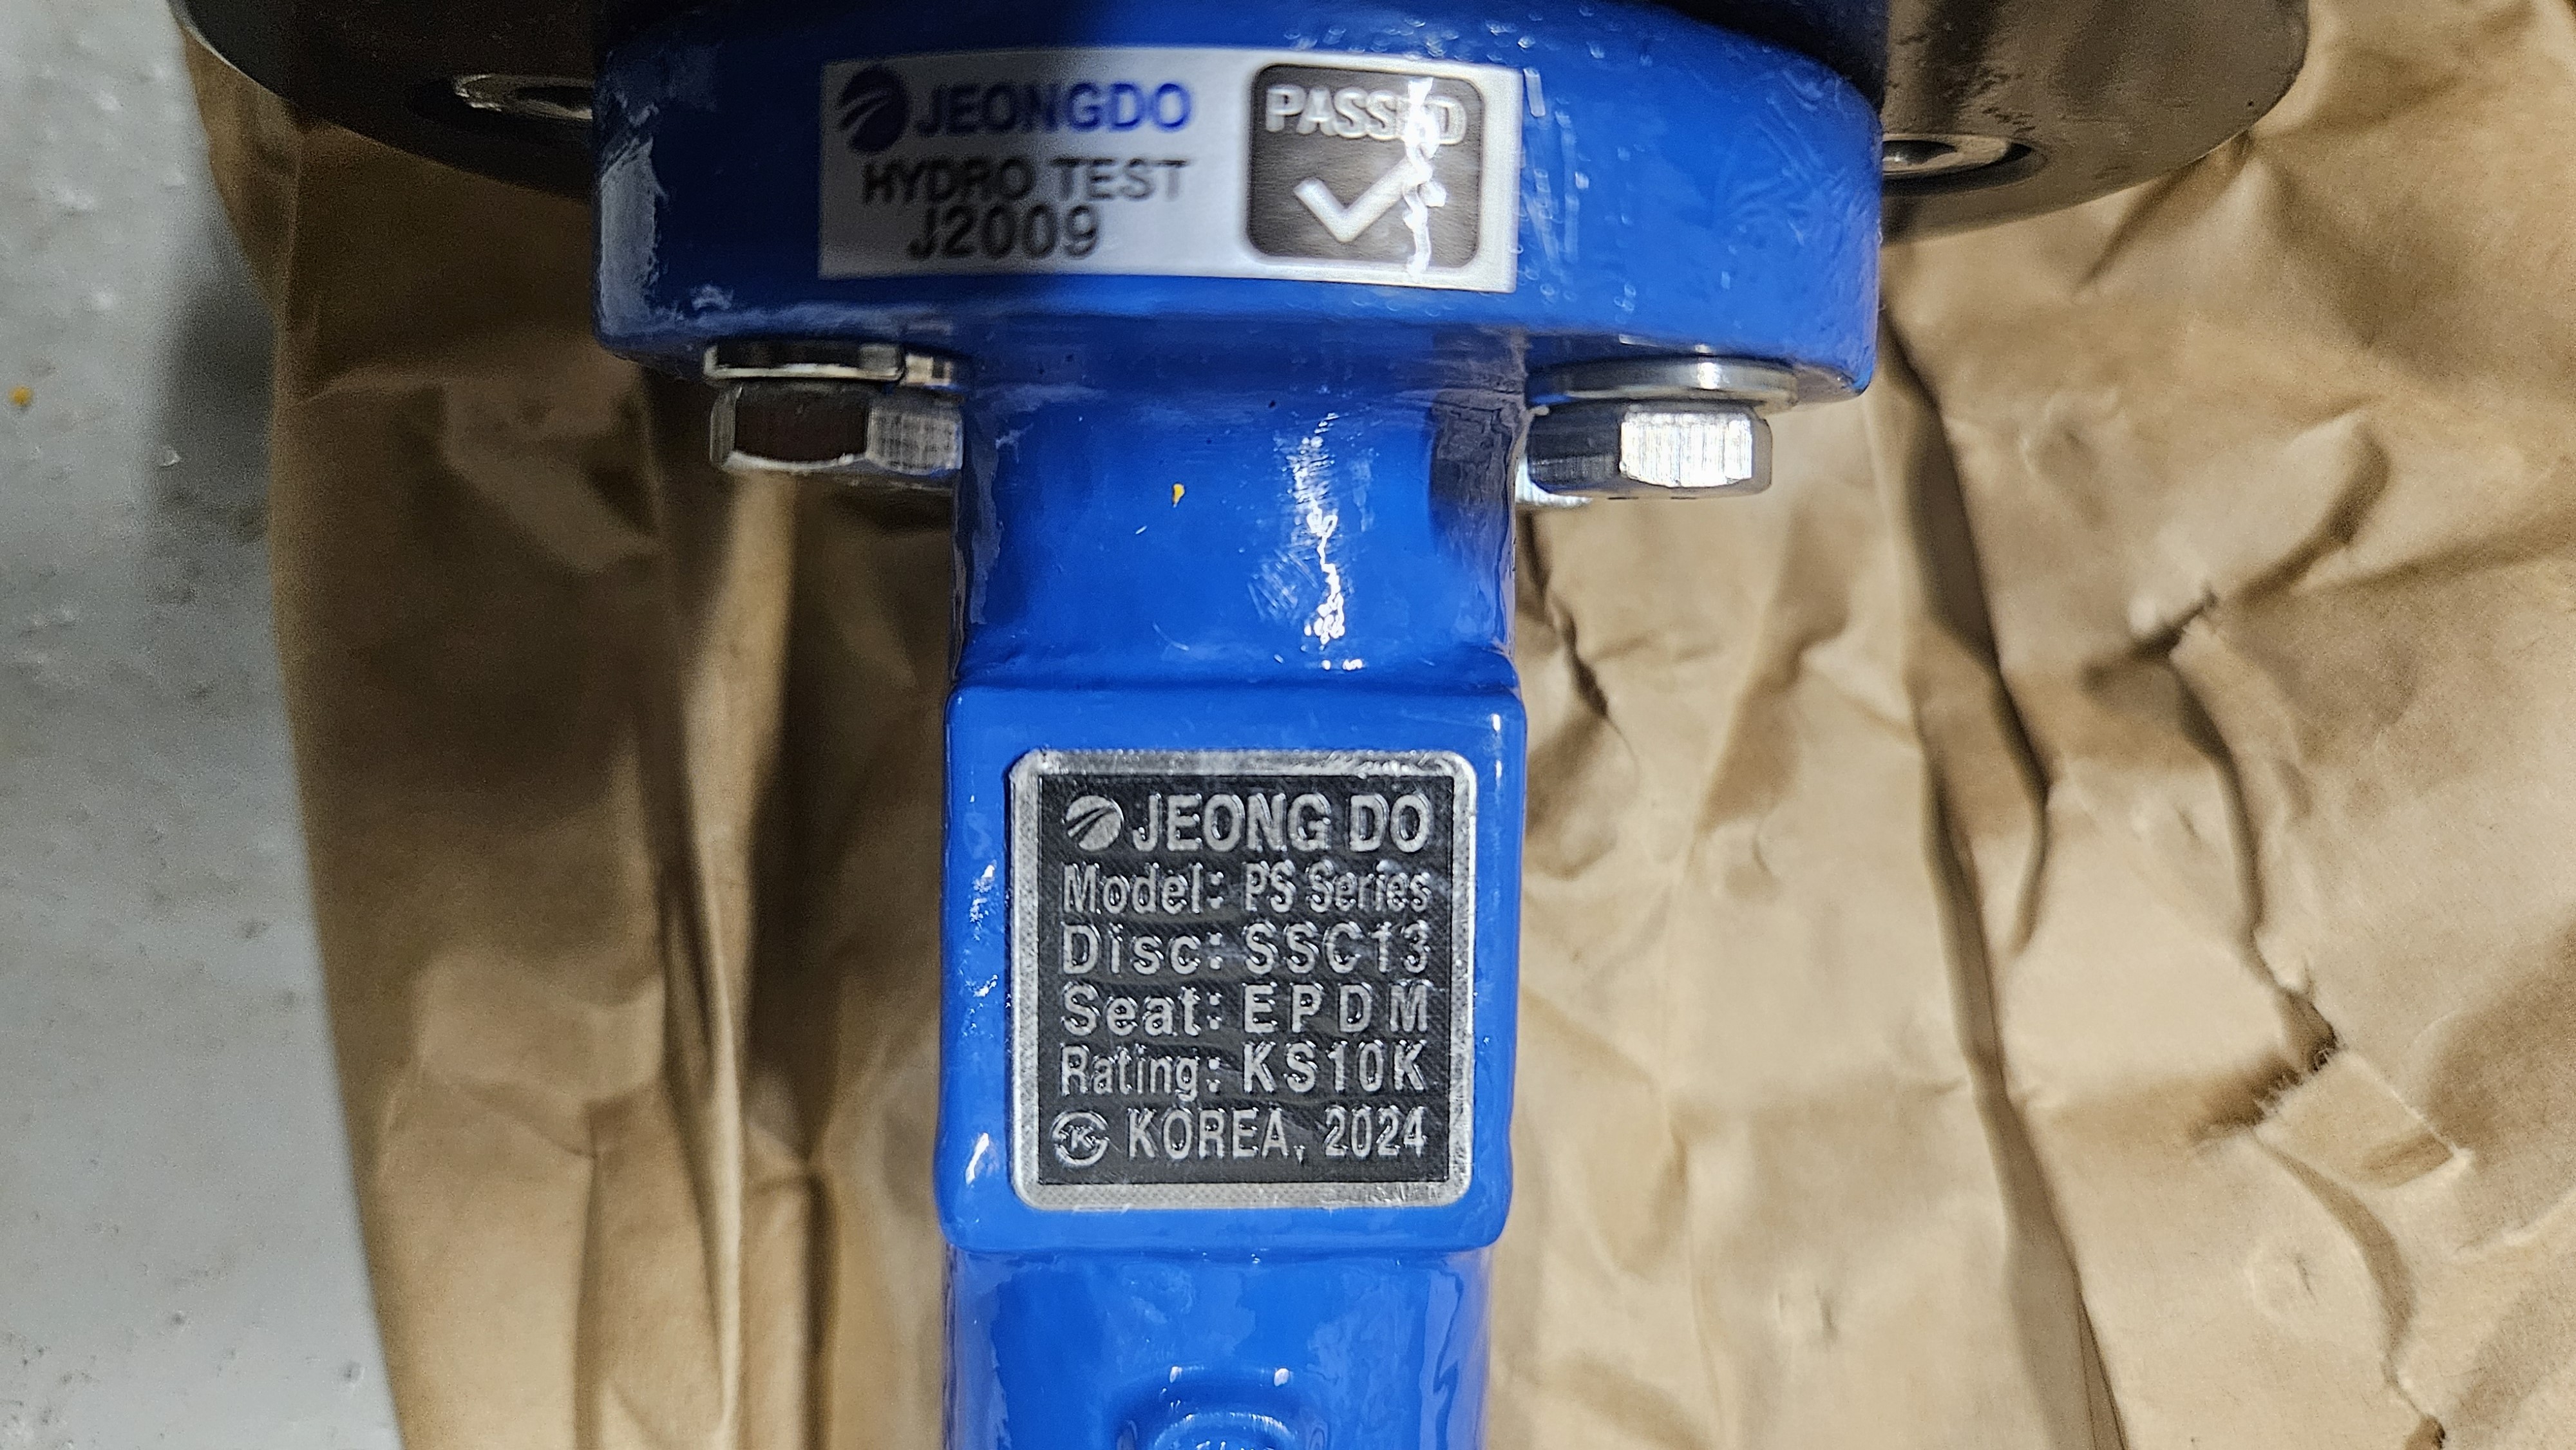 JEONGDO
HYDRO TEST
J2009
PASSED
JEONG DO
Model: PS Series
Disc: SSC13
Seat: EPDM
Rating: KS10K
KOREA, 2024